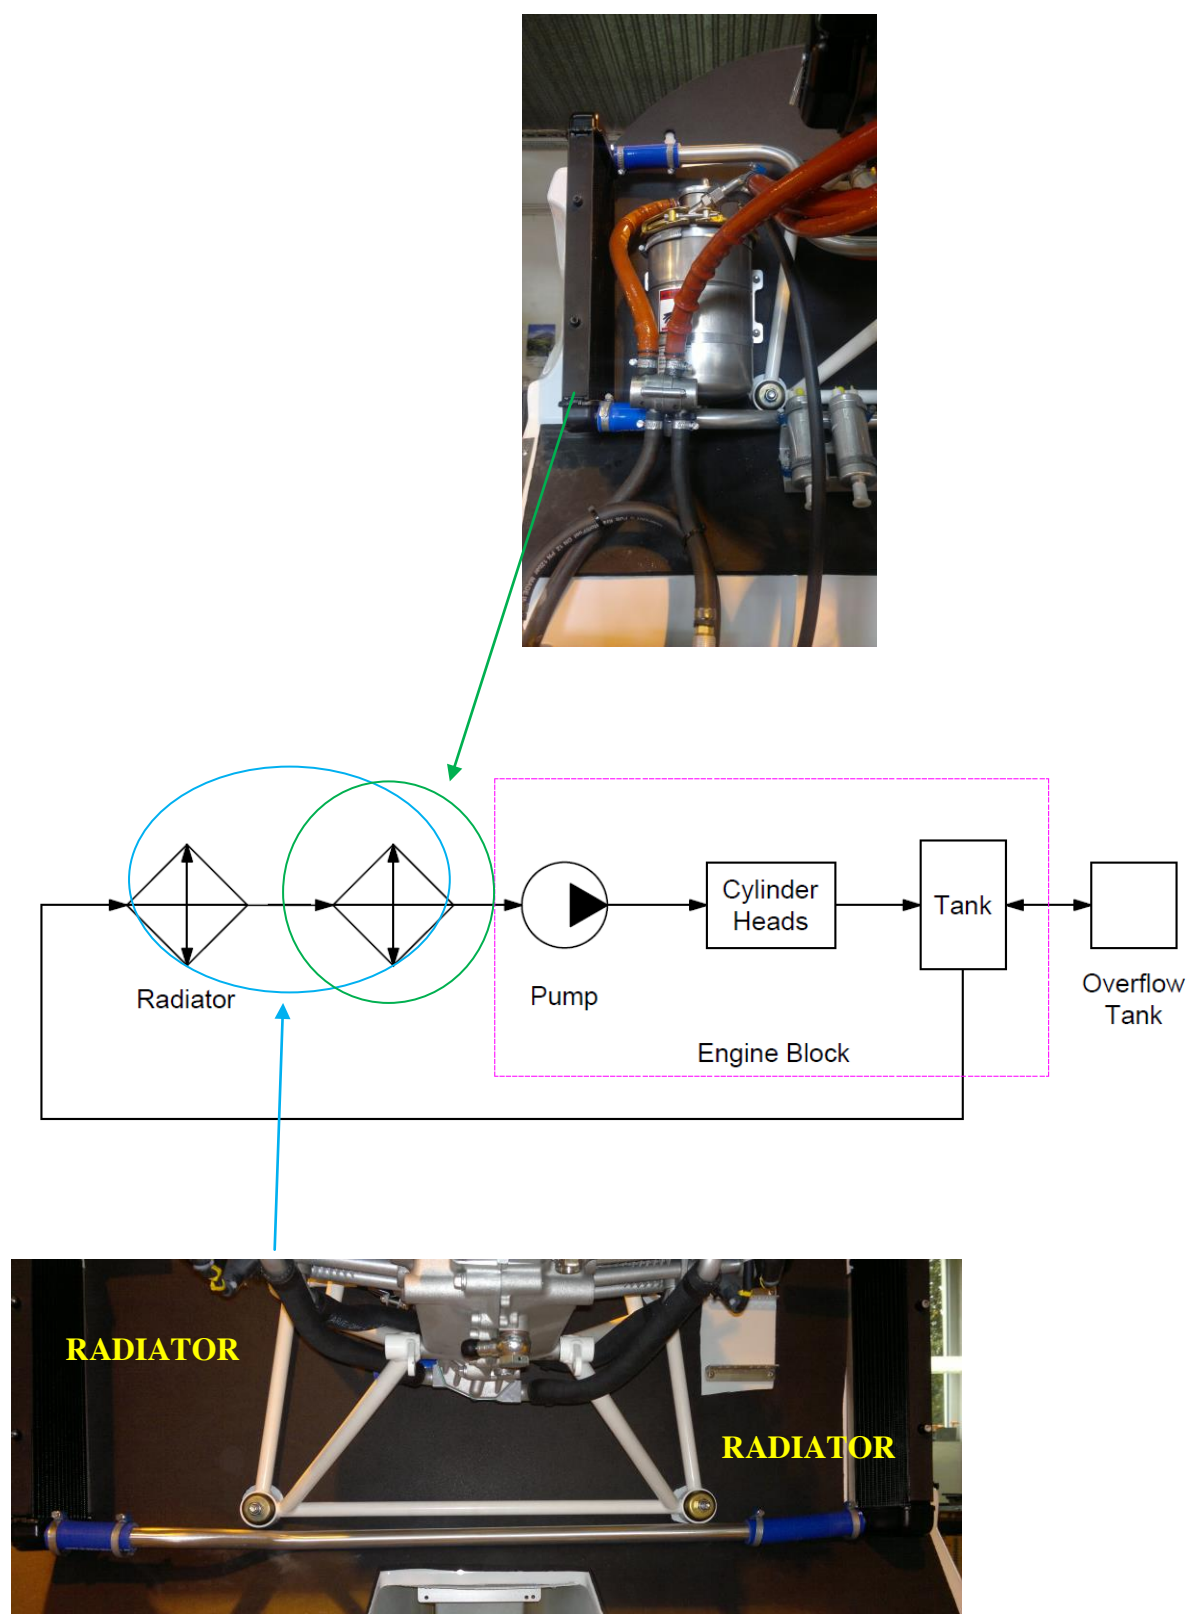 Cylinder
Heads
Tank
Radiator
Pump
Overflow
Tank
Engine Block
RADIATOR
RADIATOR